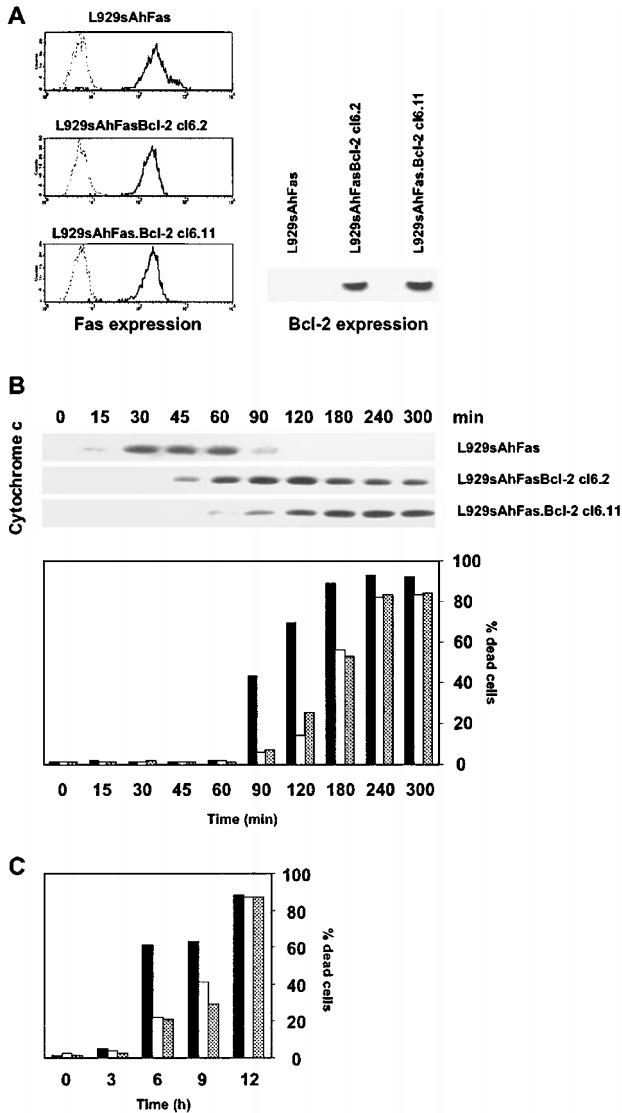 A
L929sAhFas
L929sAhFasBcl-2 cl6.2
L929sAhFas.Bcl-2 cl6.11
Fas expression
L929sAhFas
L929sAhFasBcl-2 cl6.2
L929sAhFas.Bcl-2 cl6.11
Bcl-2 expression
B
0 15 30 45 60 90 120 180 240 300 min
Cytochrome c
L929sAhFas
L929sAhFasBcl-2 cl6.2
L929sAhFas.Bcl-2 cl6.11
100
80
60
40
20
0
% dead cells
0 15 30 45 60 90 120 180 240 300
Time (min)
C
100
80
60
40
20
0
% dead cells
0 3 6 9 12
Time (h)